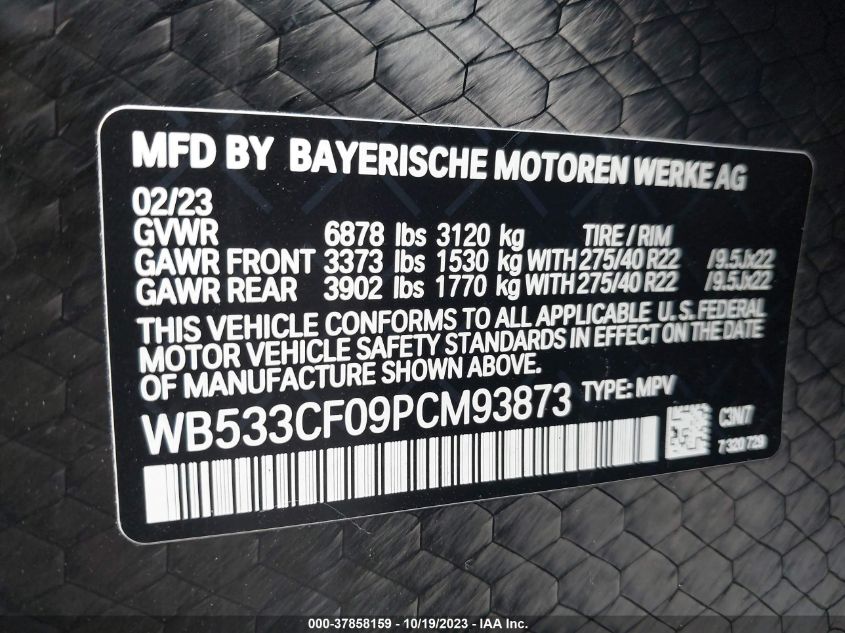 MFD BY BAYERISCHE MOTOREN WERKE AG
02/23
GVWR 6878 lbs 3120 kg TIRE / RIM
GAWR FRONT 3373 lbs 1530 kg WITH 275/40 R22 /9.5Jx22
GAWR REAR 3902 lbs 1770 kg WITH 275/40 R22 /9.5Jx22
THIS VEHICLE CONFORMS TO ALL APPLICABLE U.S. FEDERAL
MOTOR VEHICLE SAFETY STANDARDS IN EFFECT ON THE DATE
OF MANUFACTURE SHOWN ABOVE.
WB533CF09PCM93873 TYPE: MPV
C3N/7
7 320 729
000-37858159 - 10/19/2023 - IAA Inc.